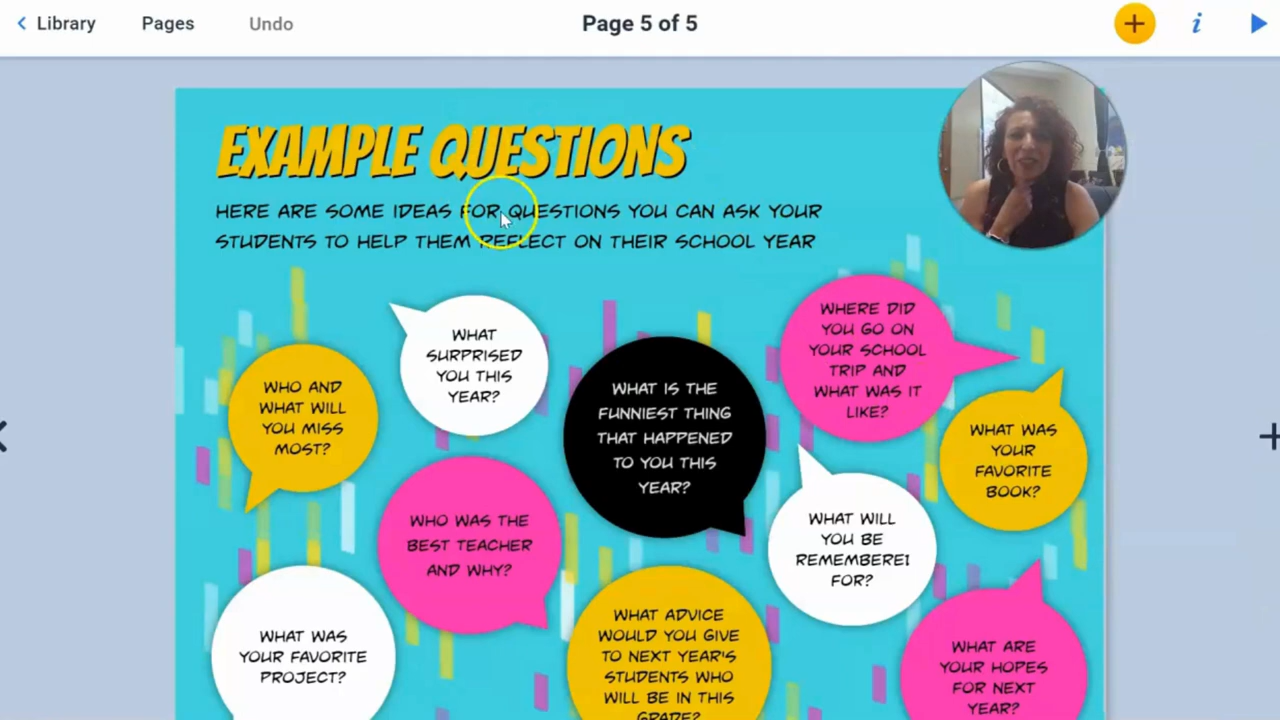 Library
Pages
Undo
Page 5 of 5
EXAMPLE QUESTIONS
HERE ARE SOME IDEAS FOR QUESTIONS YOU CAN ASK YOUR
STUDENTS TO HELP THEM REFLECT ON THEIR SCHOOL YEAR
WHO AND
WHAT WILL
YOU MISS
MOST?
WHAT
SURPRISED
YOU THIS
YEAR?
WHAT IS THE
FUNNIEST THING
THAT HAPPENED
TO YOU THIS
YEAR?
WHERE DID
YOU GO ON
YOUR SCHOOL
TRIP AND
WHAT WAS IT
LIKE?
WHAT WAS
YOUR
FAVORITE
BOOK?
WHO WAS THE
BEST TEACHER
AND WHY?
WHAT WILL
YOU BE
REMEMBERE
FOR?
WHAT WAS
YOUR FAVORITE
PROJECT?
WHAT ADVICE
WOULD YOU GIVE
TO NEXT YEAR'S
STUDENTS WHO
WILL BE IN THIS
GRADE?
WHAT ARE
YOUR HOPES
FOR NEXT
YEAR?